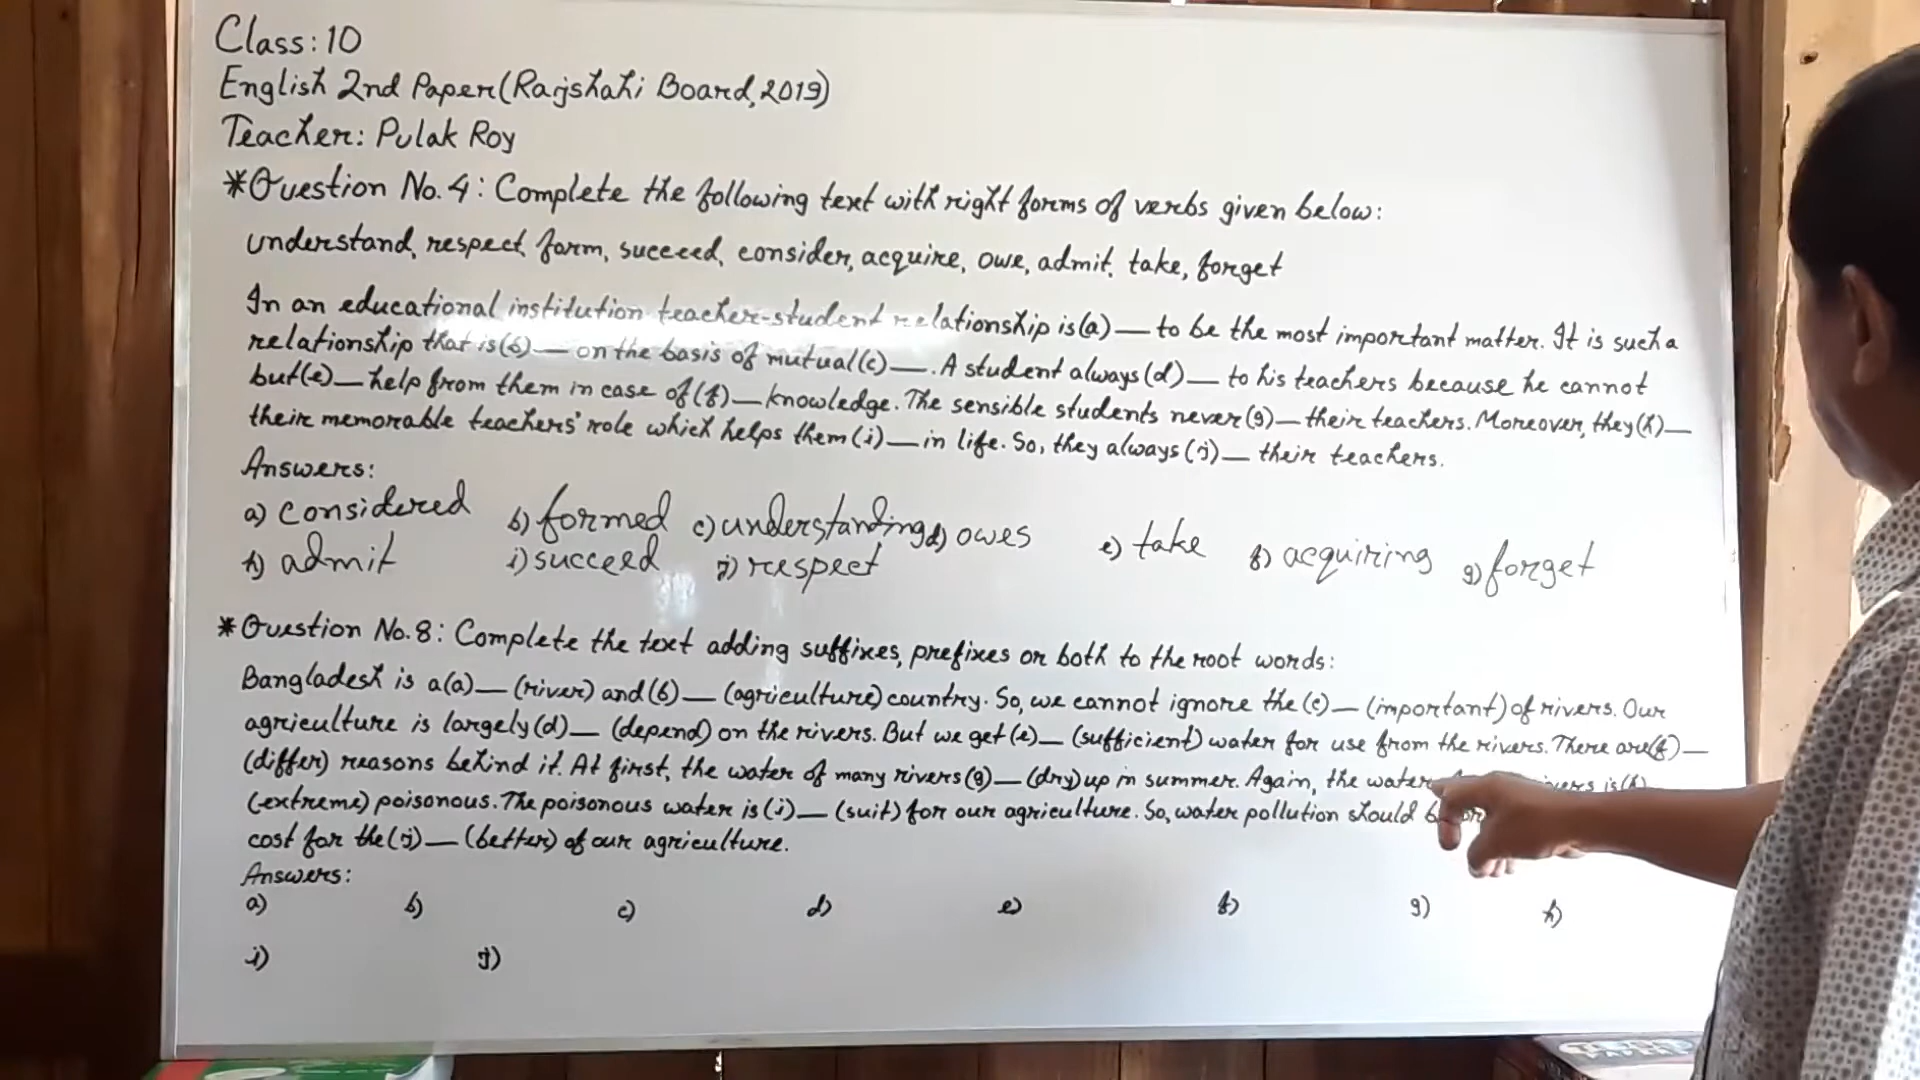 Class: 10
English 2nd Paper (Rajshahi Board, 2019)
Teacher: Pulak Roy
*Question No. 4: Complete the following text with right forms of verbs given below:
understand, respect, form, succeed, consider, acquire, owe, admit, take, forget
In an educational institution teacher-student relationship is (a)— to be the most important matter. It is such a
relationship that is (b)— on the basis of mutual (c)—. A student always (d)— to his teachers because he cannot
but (e)— help from them in case of (f)— knowledge. The sensible students never (g)— their teachers. Moreover, they (h)—
their memorable teachers' role which helps them (i)— in life. So, they always (j)— their teachers.
Answers:
a) considered b) formed c) understanding d) owes e) take f) acquiring g) forget
h) admit i) succeed j) respect
*Question No. 8: Complete the text adding suffixes, prefixes or both to the root words:
Bangladesh is a (a)— (river) and (b)— (agriculture) country. So, we cannot ignore the (c)— (important) of rivers. Our
agriculture is largely (d)— (depend) on the rivers. But we get (e)— (sufficient) water for use from the rivers. There are (f)—
(differ) reasons behind it. At first, the water of many rivers (g)— (dry) up in summer. Again, the water is (h)
(extreme) poisonous. The poisonous water is (i)— (suit) for our agriculture. So, water pollution should
cost for the (j)— (better) of our agriculture.
Answers:
a) b) c) d) e) f) g) h)
i) j)